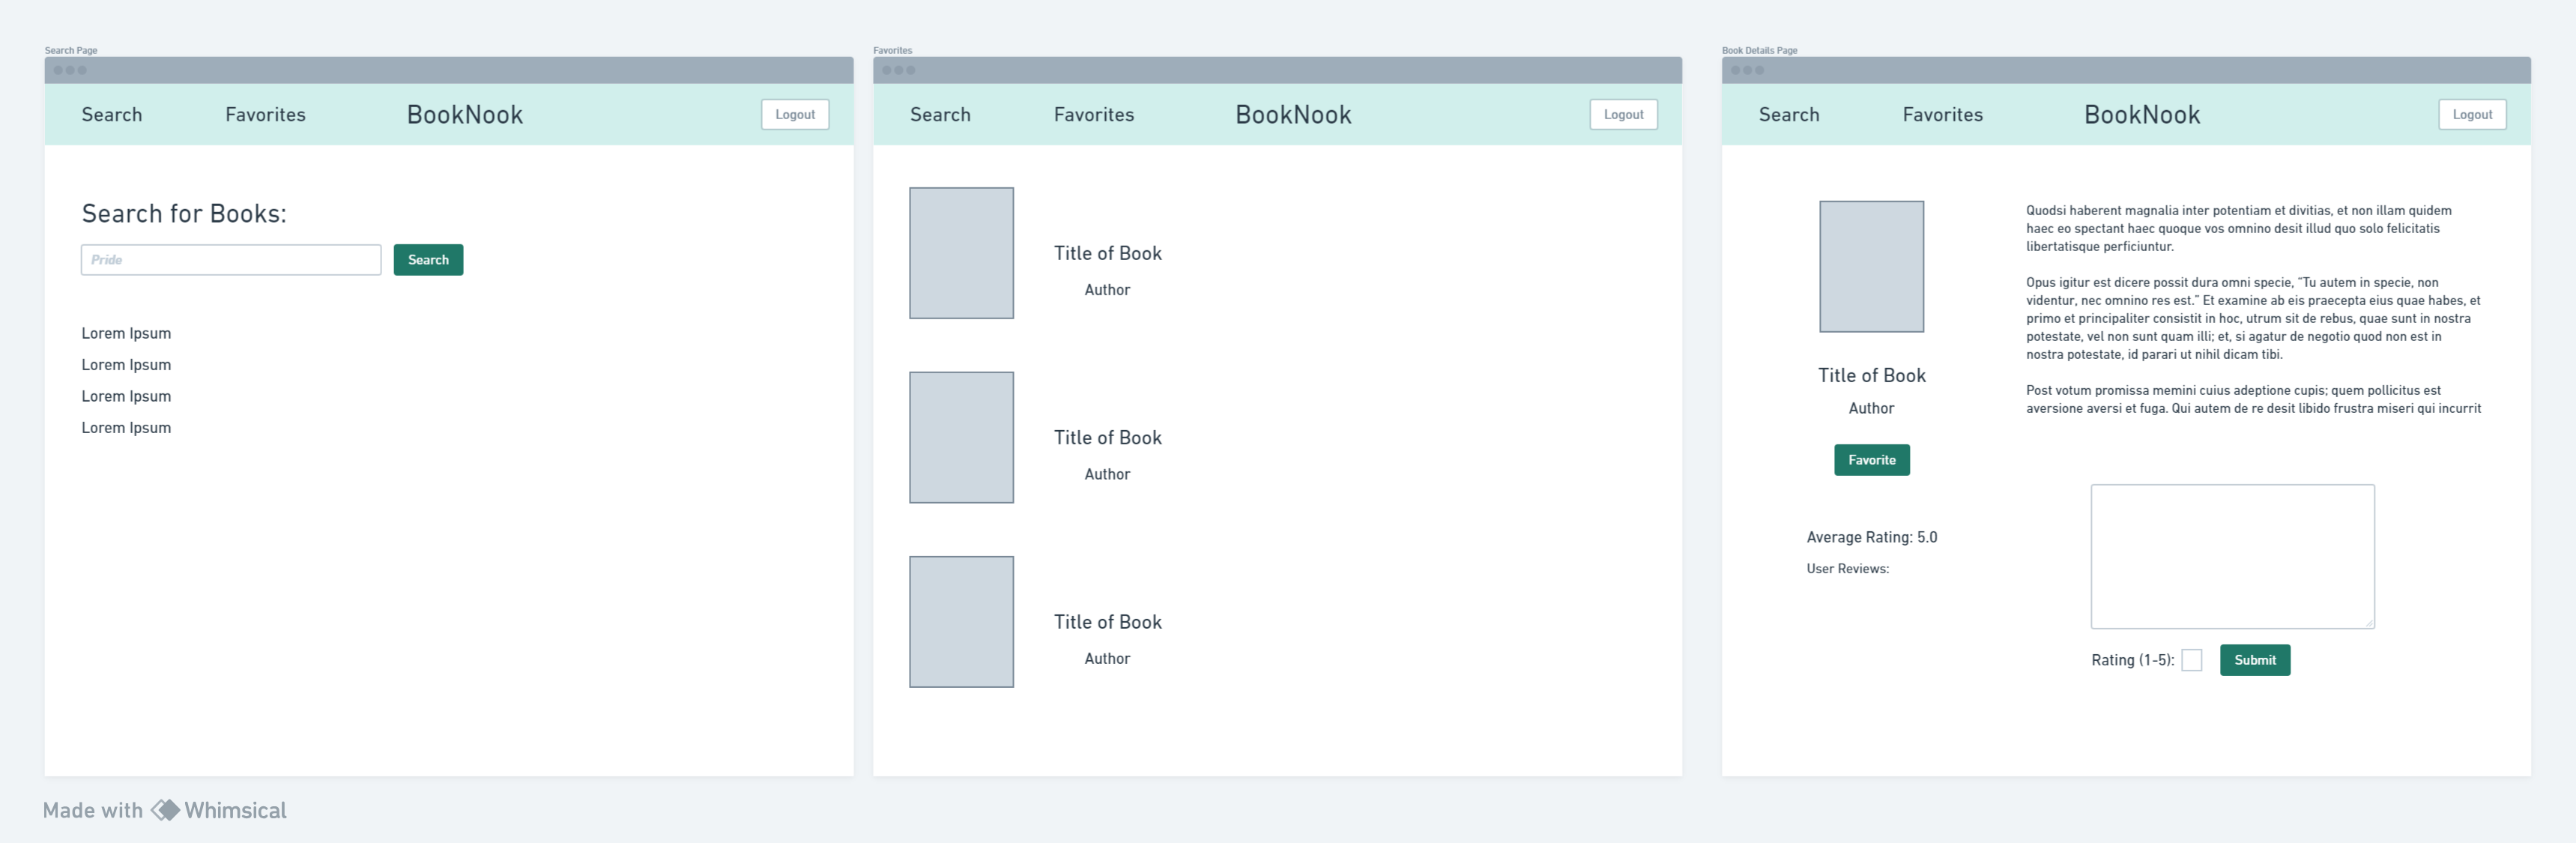 Search Page
Search
Favorites
BookNook
Logout
Search for Books:
Pride
Search
Lorem Ipsum
Lorem Ipsum
Lorem Ipsum
Lorem Ipsum
Favorites
Search
Favorites
BookNook
Logout
Title of Book
Author
Title of Book
Author
Title of Book
Author
Book Details Page
Search
Favorites
BookNook
Logout
Title of Book
Author
Favorite
Average Rating: 5.0
User Reviews:
Quodsi haberent magnalia inter potentiam et divitias, et non illam quidem
haec eo spectant haec quoque vos omnino desit illud quo solo felicitatis
libertatisque perficiuntur.
Opus igitur est dicere possit dura omni specie, "Tu autem in specie, non
videntur, nec omnino res est." Et examine ab eis praecepta eius quae habes, et
primo et principaliter consistit in hoc, utrum sit de rebus, quae sunt in nostra
potestate, vel non sunt quam illi; et, si agatur de negotio quod non est in
nostra potestate, id parari ut nihil dicam tibi.
Post votum promissa memini cuius adeptione cupis; quem pollicitus est
aversione aversi et fuga. Qui autem de re desit libido frustra miseri qui incurrit
Rating (1-5):
Submit
Made with Whimsical